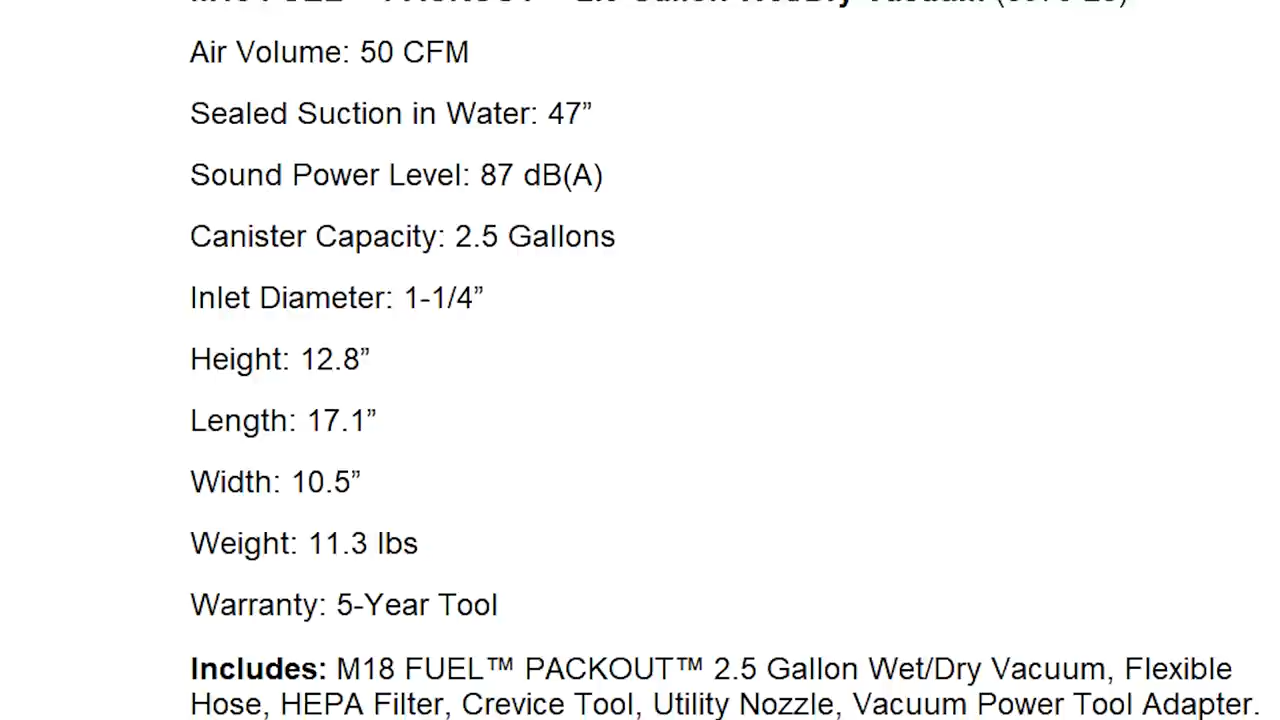 Air Volume: 50 CFM
Sealed Suction in Water: 47”
Sound Power Level: 87 dB(A)
Canister Capacity: 2.5 Gallons
Inlet Diameter: 1-1/4”
Height: 12.8”
Length: 17.1”
Width: 10.5”
Weight: 11.3 lbs
Warranty: 5-Year Tool
Includes: M18 FUEL™ PACKOUT™ 2.5 Gallon Wet/Dry Vacuum, Flexible
Hose, HEPA Filter, Crevice Tool, Utility Nozzle, Vacuum Power Tool Adapter.